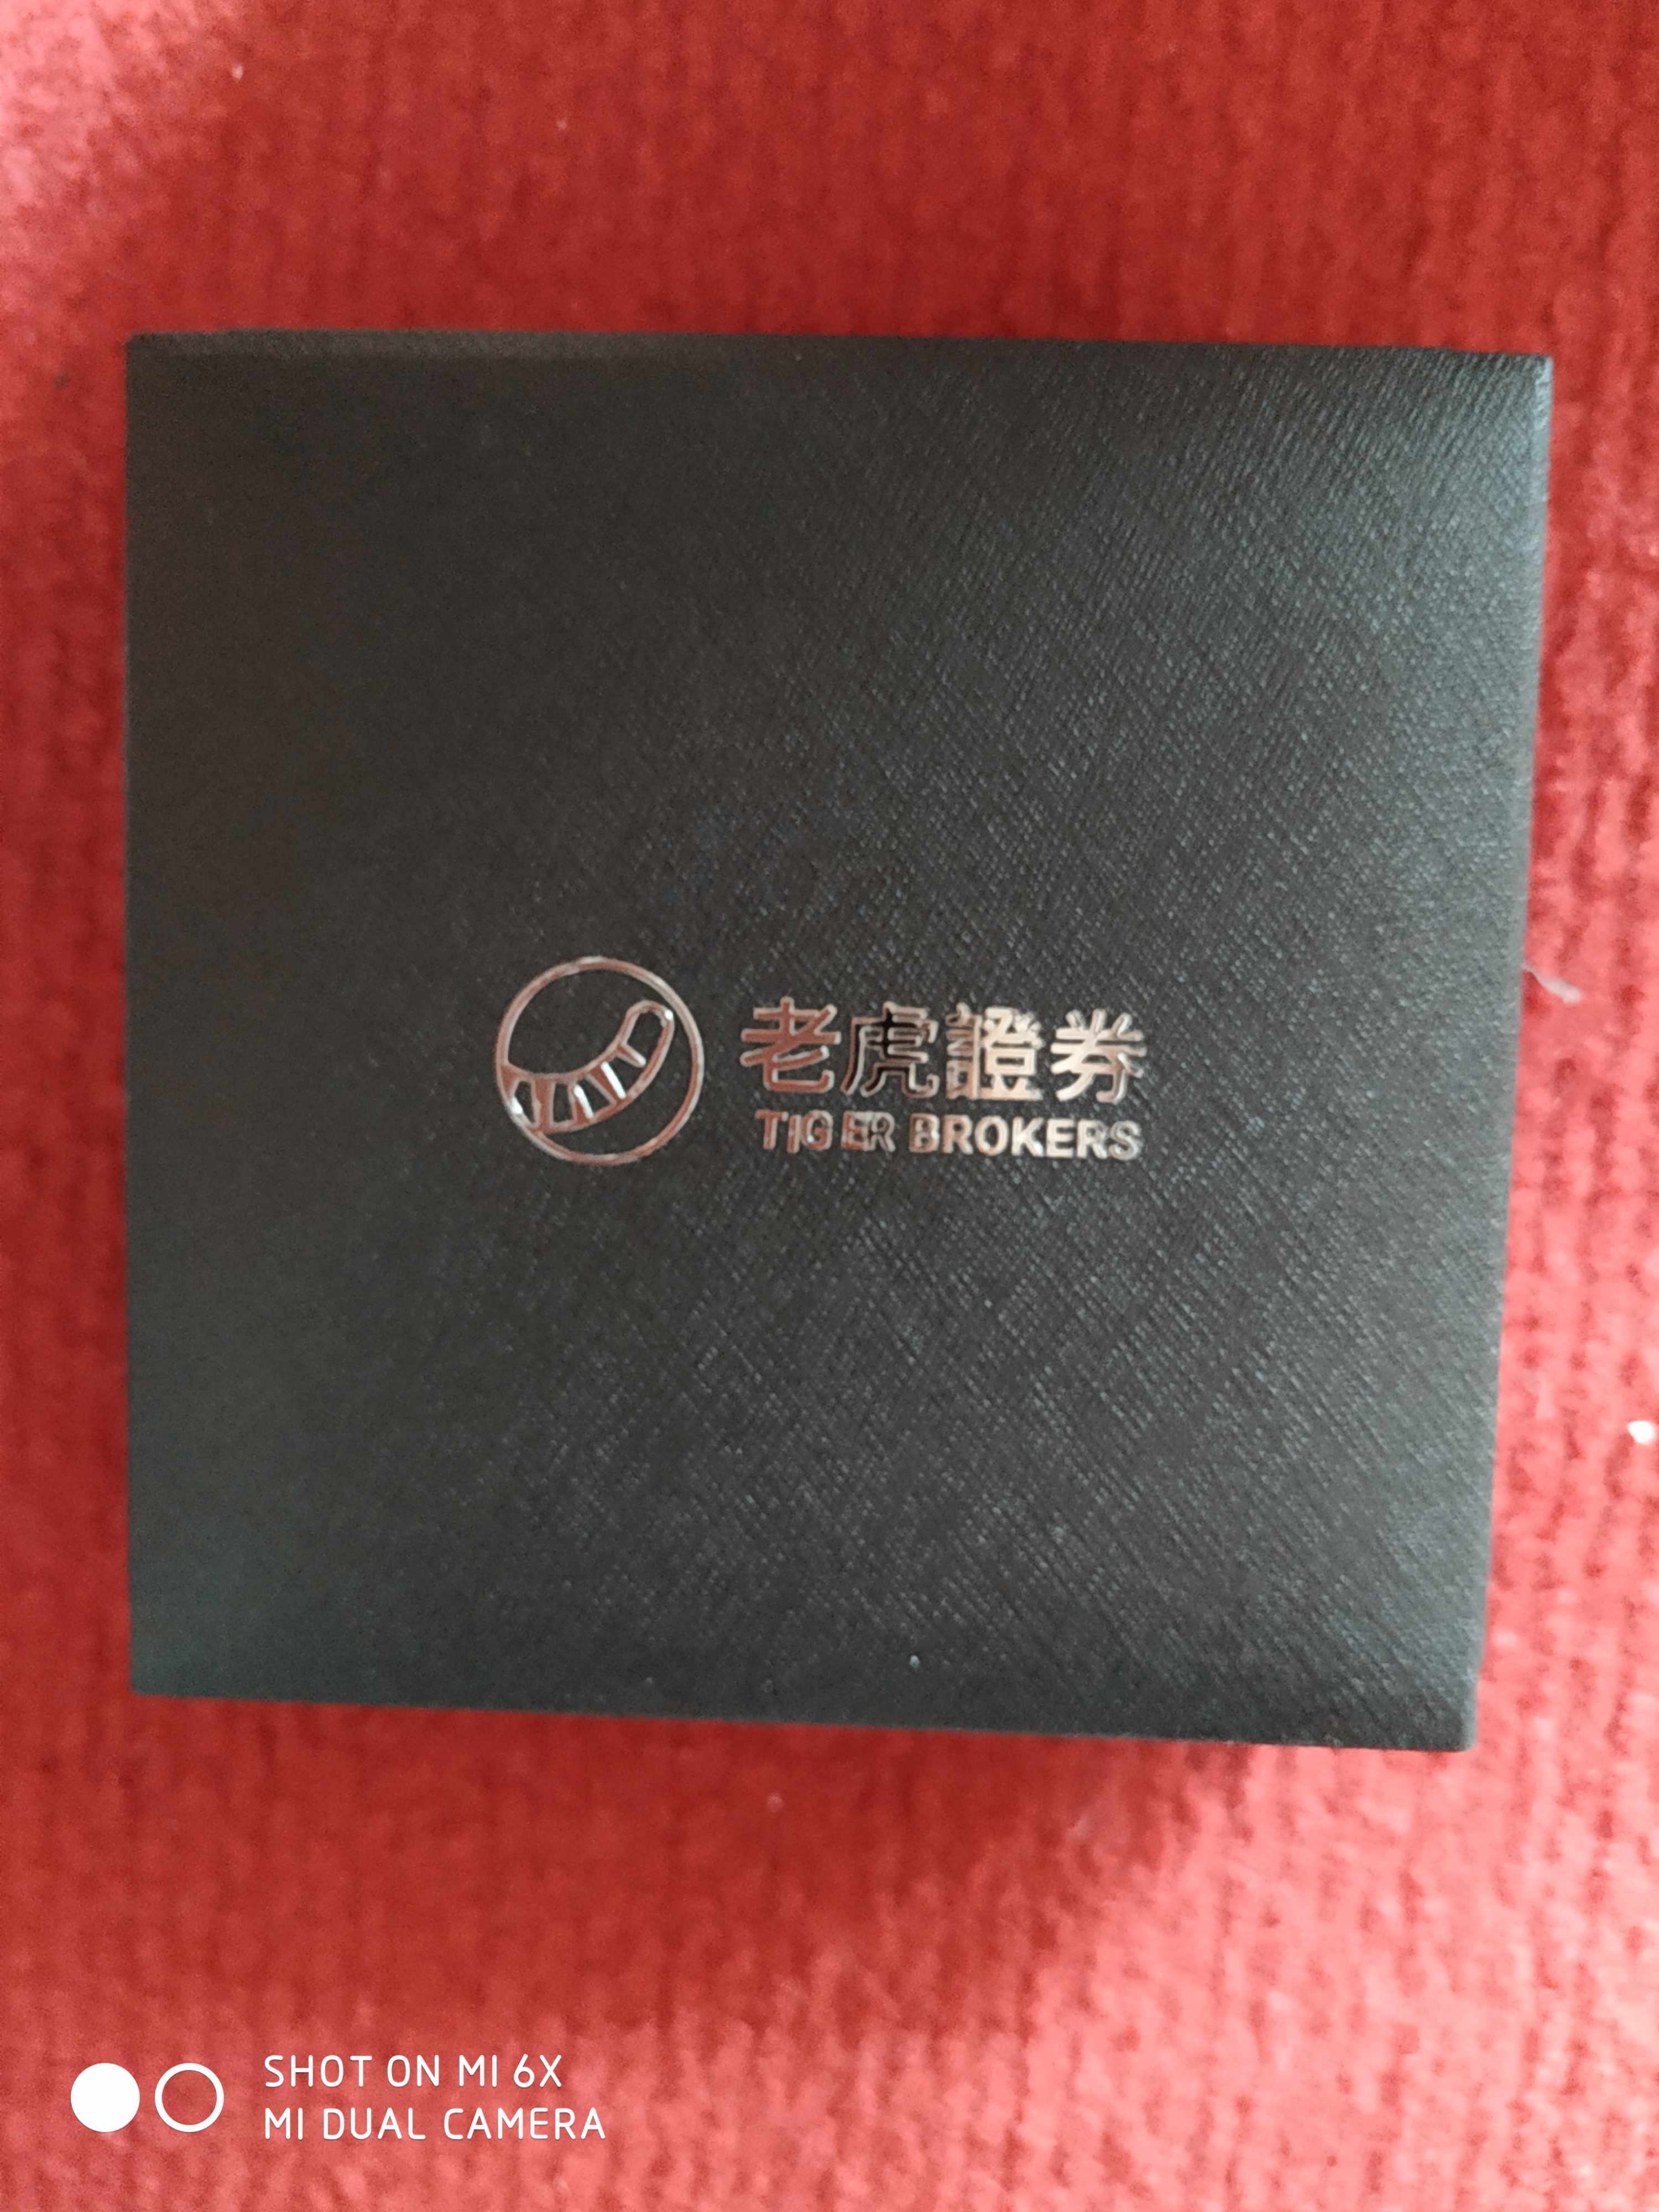 老虎證券
TIGER BROKERS
SHOT ON MI 6X
MI DUAL CAMERA